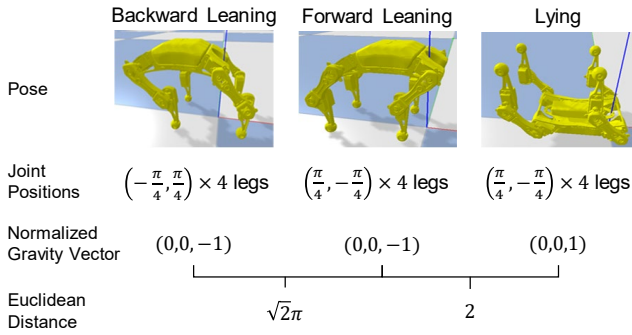 Backward Leaning Forward Leaning Lying
Pose
Joint Positions (-π/4, π/4) × 4 legs (π/4, -π/4) × 4 legs (π/4, -π/4) × 4 legs
Normalized Gravity Vector (0,0,-1) (0,0,-1) (0,0,1)
Euclidean Distance √2π 2